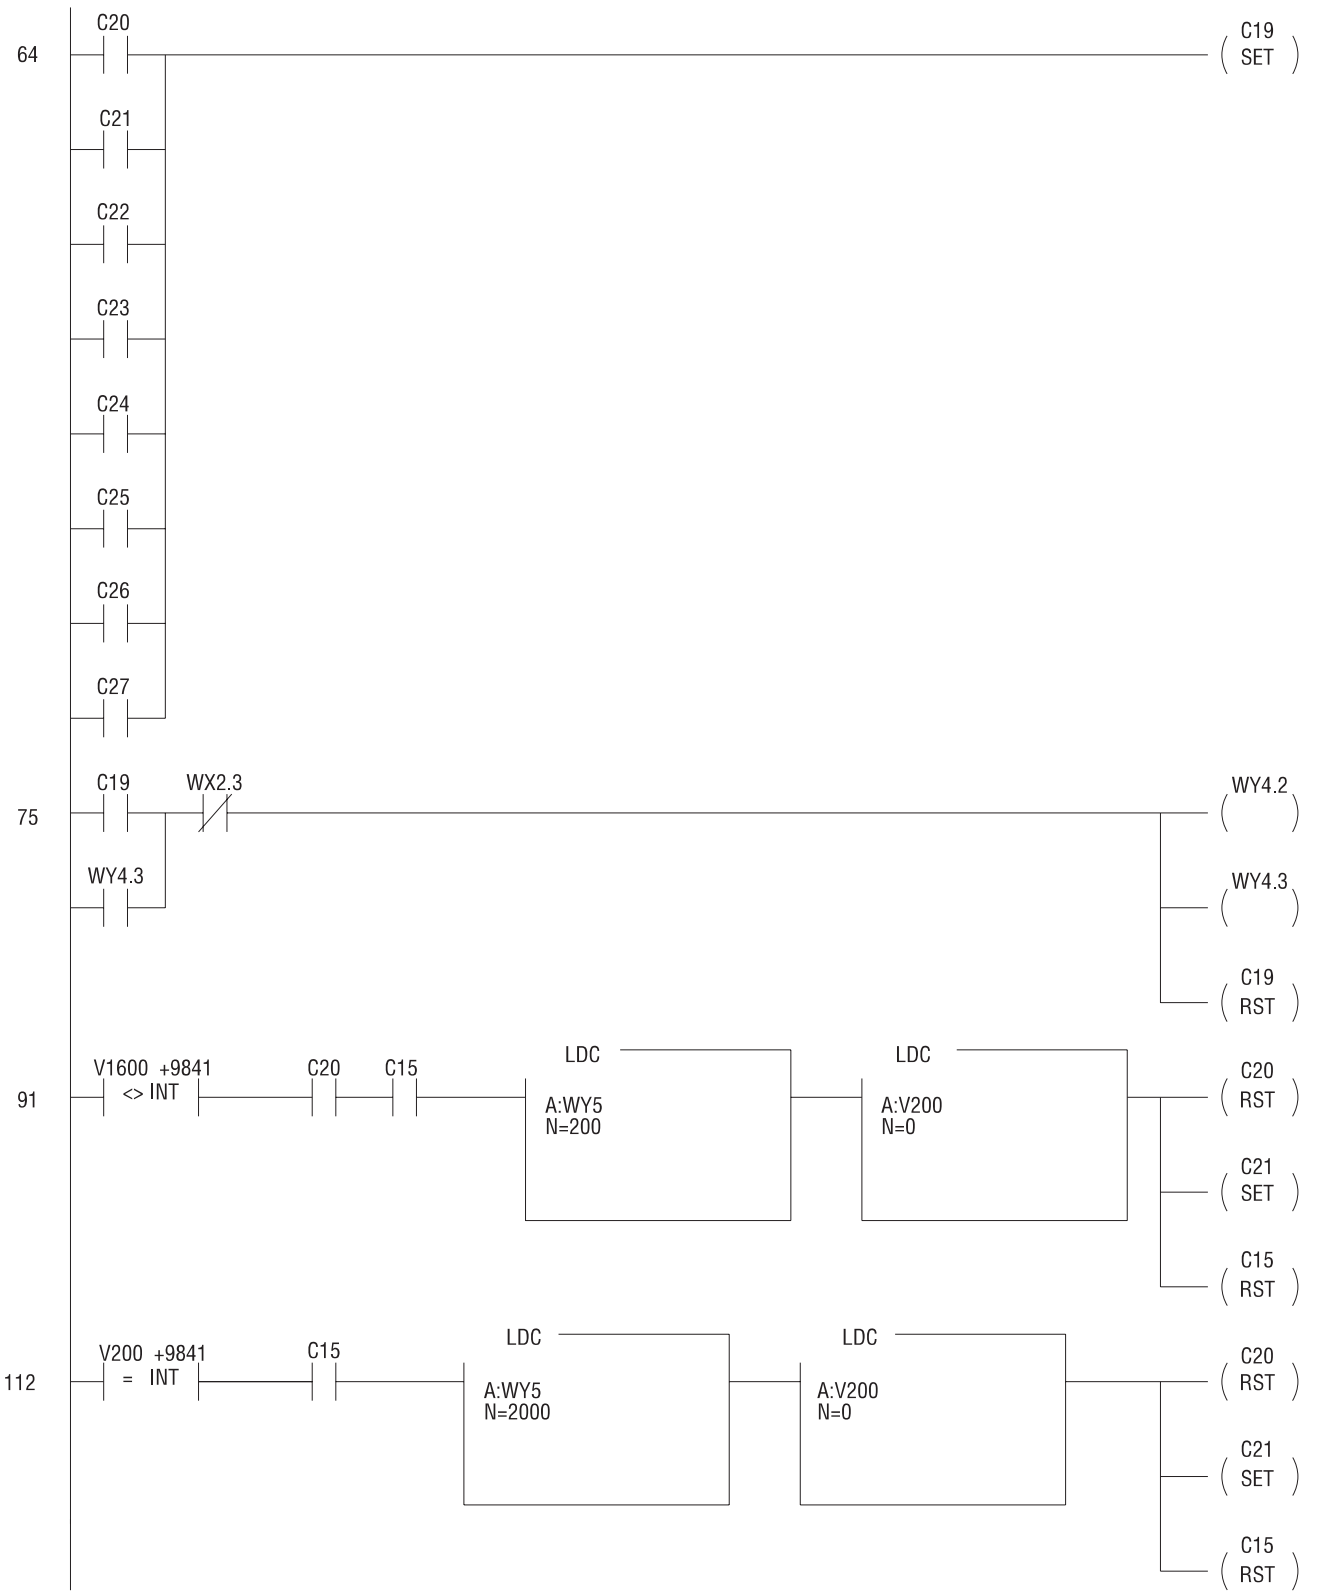 C20
C19
64
SET
C21
C22
C23
C24
C25
C26
C27
C19 WX2.3
WY4.2
75
WY4.3
WY4.3
C19
RST
LDC
LDC
V1600 +9841
<> INT
C20
C15
C20
91
RST
A:WY5
N=200
A:V200
N=0
C21
SET
C15
RST
LDC
LDC
V200 +9841
= INT
C15
C20
112
RST
A:WY5
N=2000
A:V200
N=0
C21
SET
C15
RST